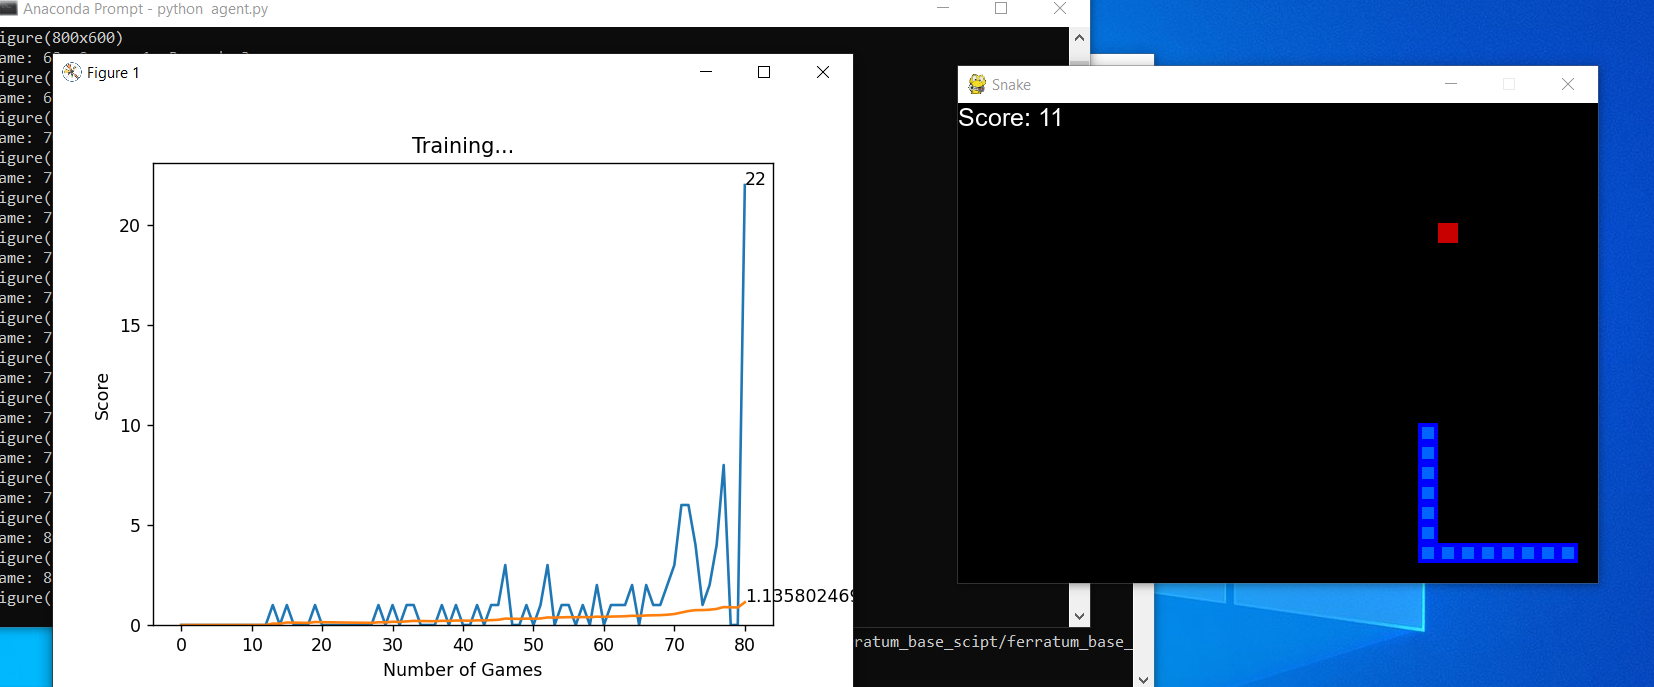 Anaconda Prompt - python  agent.py
igure(800x600)
ame: 6
igure(
ame: 6
igure(
ame: 7
igure(
ame: 7
igure(
ame: 7
igure(
ame: 7
igure(
ame: 7
igure(
ame: 7
igure(
ame: 7
igure(
ame: 7
igure(
ame: 7
igure(
ame: 7
igure(
ame: 8
igure(
ame: 8
igure(
Figure 1
Training...
22
20
15
10
5
0
Score
1.135802469
0 10 20 30 40 50 60 70 80
Number of Games
ratum_base_scipt/ferratum_base_
Snake
Score: 11